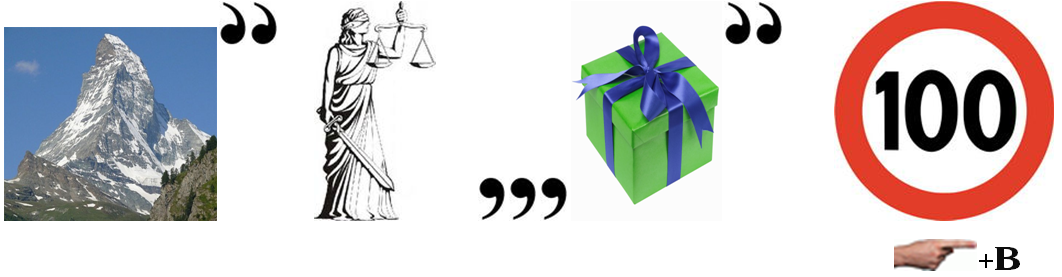 ,, ,,
100
,,,
+B